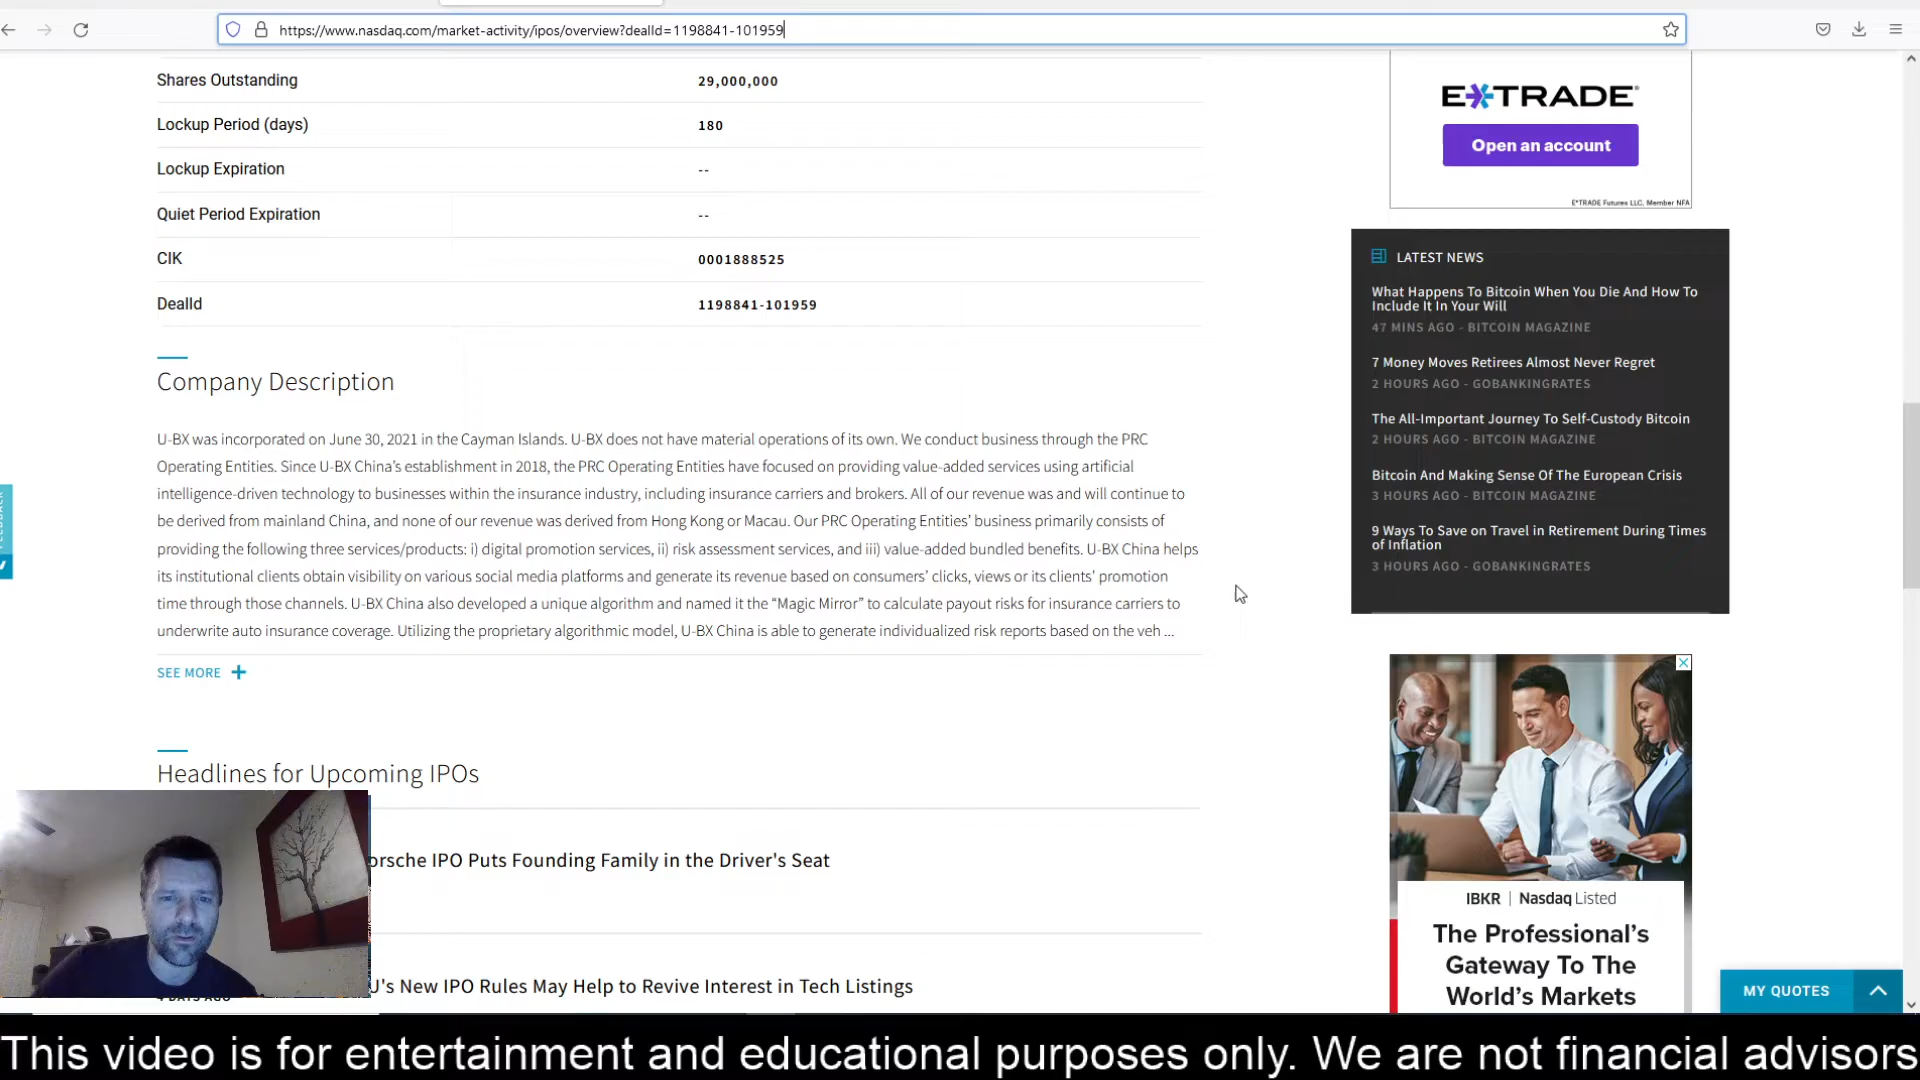 https://www.nasdaq.com/market-activity/ipos/overview?dealId=1198841-101959
Shares Outstanding 29,000,000
Lockup Period (days) 180
Lockup Expiration --
Quiet Period Expiration --
CIK 0001888525
DealId 1198841-101959
Company Description
U-BX was incorporated on June 30, 2021 in the Cayman Islands. U-BX does not have material operations of its own. We conduct business through the PRC
Operating Entities. Since U-BX China's establishment in 2018, the PRC Operating Entities have focused on providing value-added services using artificial
intelligence-driven technology to businesses within the insurance industry, including insurance carriers and brokers. All of our revenue was and will continue to
be derived from mainland China, and none of our revenue was derived from Hong Kong or Macau. Our PRC Operating Entities' business primarily consists of
providing the following three services/products: i) digital promotion services, ii) risk assessment services, and iii) value-added bundled benefits. U-BX China helps
its institutional clients obtain visibility on various social media platforms and generate its revenue based on consumers' clicks, views or its clients' promotion
time through those channels. U-BX China also developed a unique algorithm and named it the “Magic Mirror” to calculate payout risks for insurance carriers to
underwrite auto insurance coverage. Utilizing the proprietary algorithmic model, U-BX China is able to generate individualized risk reports based on the veh ...
SEE MORE +
Headlines for Upcoming IPOs
orsche IPO Puts Founding Family in the Driver's Seat
U's New IPO Rules May Help to Revive Interest in Tech Listings
E*TRADE
Open an account
E*TRADE Futures LLC, Member NFA
LATEST NEWS
What Happens To Bitcoin When You Die And How To
Include It In Your Will
47 MINS AGO - BITCOIN MAGAZINE
7 Money Moves Retirees Almost Never Regret
2 HOURS AGO - GOBANKINGRATES
The All-Important Journey To Self-Custody Bitcoin
2 HOURS AGO - BITCOIN MAGAZINE
Bitcoin And Making Sense Of The European Crisis
3 HOURS AGO - BITCOIN MAGAZINE
9 Ways To Save on Travel in Retirement During Times
of Inflation
3 HOURS AGO - GOBANKINGRATES
IBKR | Nasdaq Listed
The Professional's
Gateway To The
World's Markets
MY QUOTES
This video is for entertainment and educational purposes only. We are not financial advisors